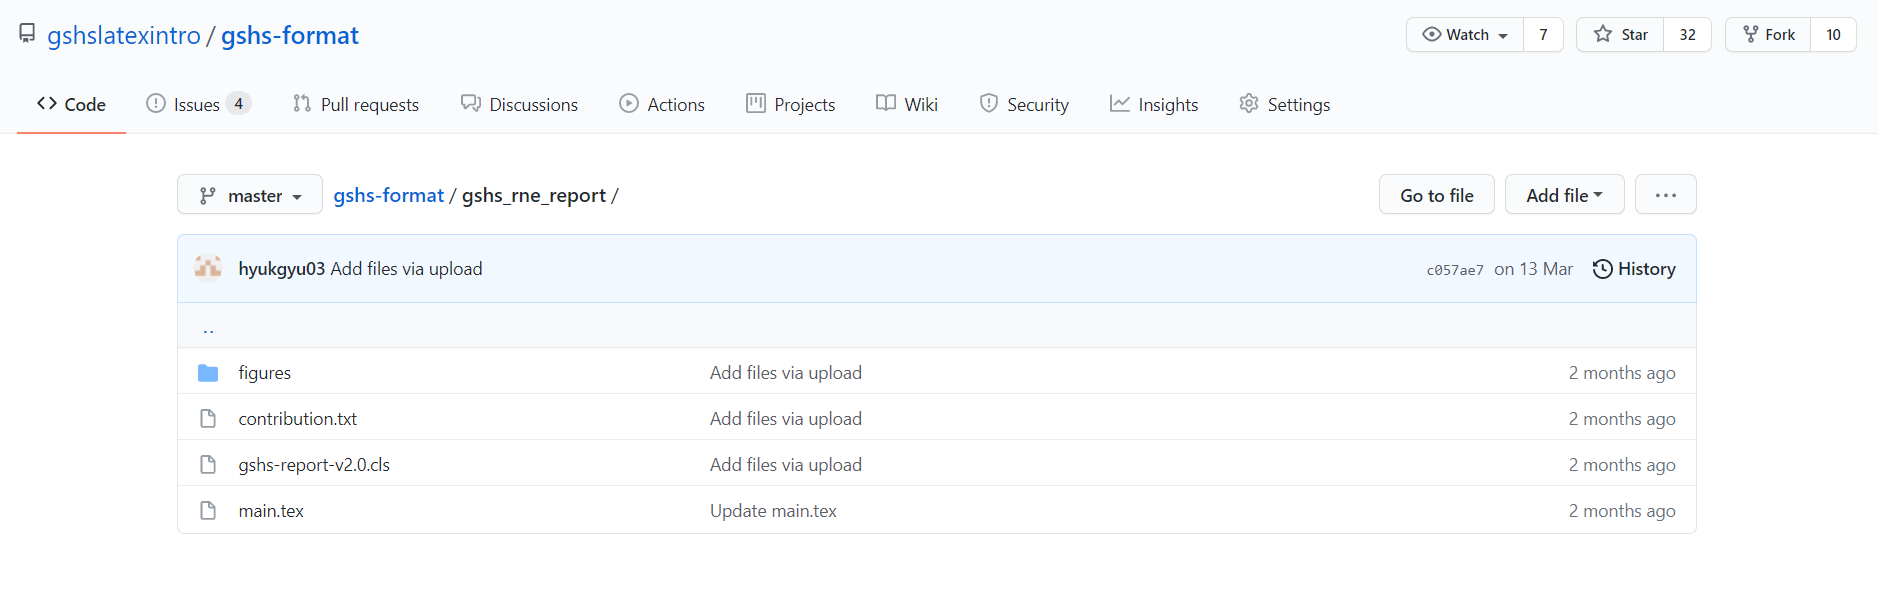 gshslatexintro / gshs-format
Watch 7 Star 32 Fork 10
Code Issues 4 Pull requests Discussions Actions Projects Wiki Security Insights Settings
master gshs-format / gshs_rne_report / Go to file Add file ...
hyukgyu03 Add files via upload c057ae7 on 13 Mar History
..
figures Add files via upload 2 months ago
contribution.txt Add files via upload 2 months ago
gshs-report-v2.0.cls Add files via upload 2 months ago
main.tex Update main.tex 2 months ago